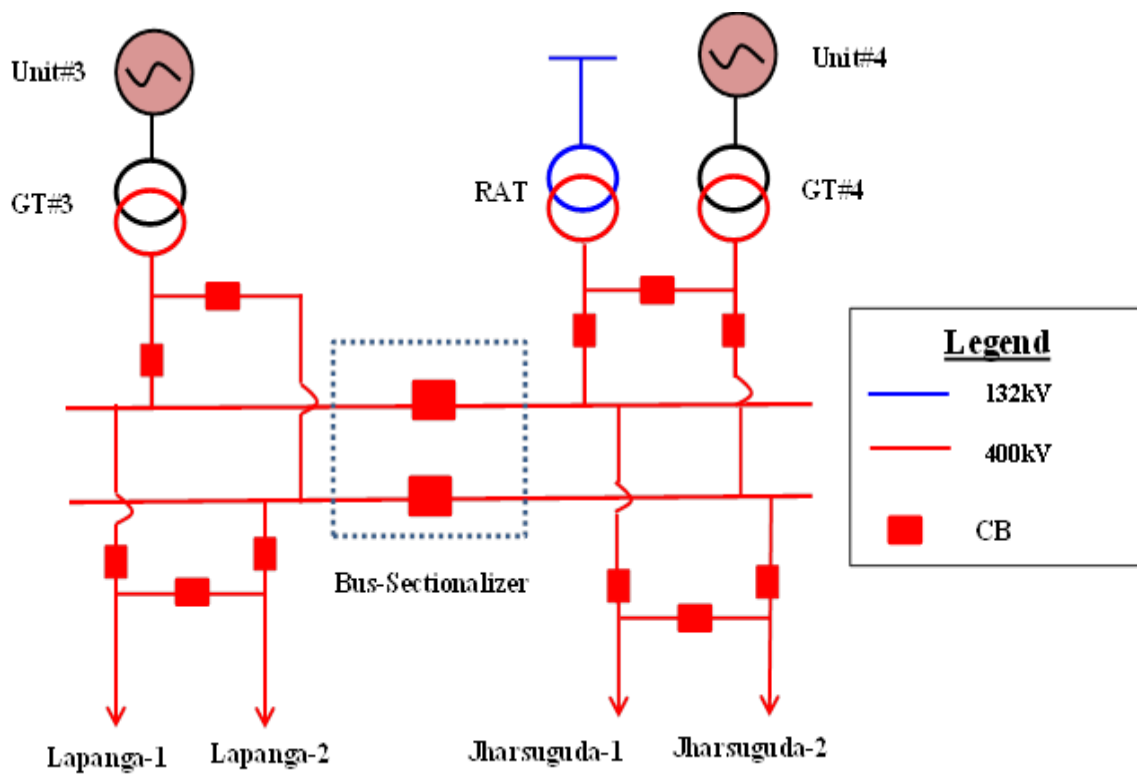 Unit#3
Unit#4
GT#3
RAT
GT#4
Legend
132kV
400kV
CB
Bus-Sectionalizer
Lapanga-1
Lapanga-2
Jharsuguda-1
Jharsuguda-2